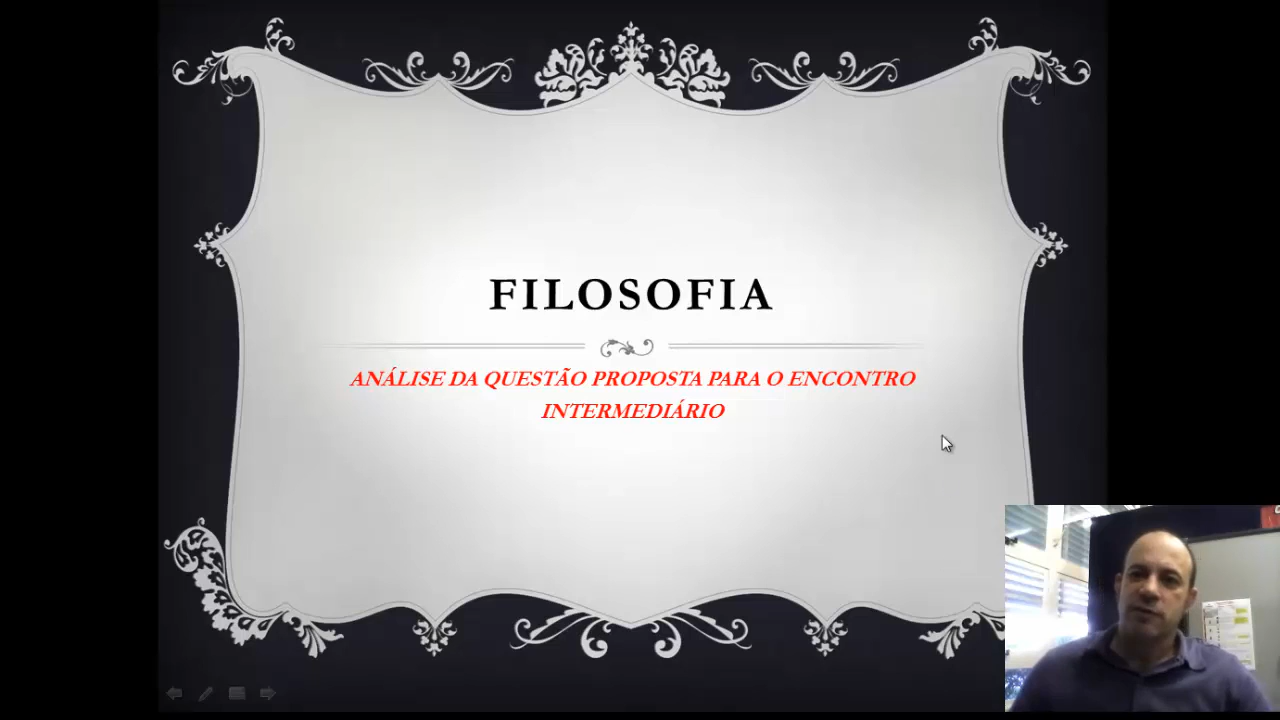 FILOSOFIA
ANÁLISE DA QUESTÃO PROPOSTA PARA O ENCONTRO
INTERMEDIÁRIO